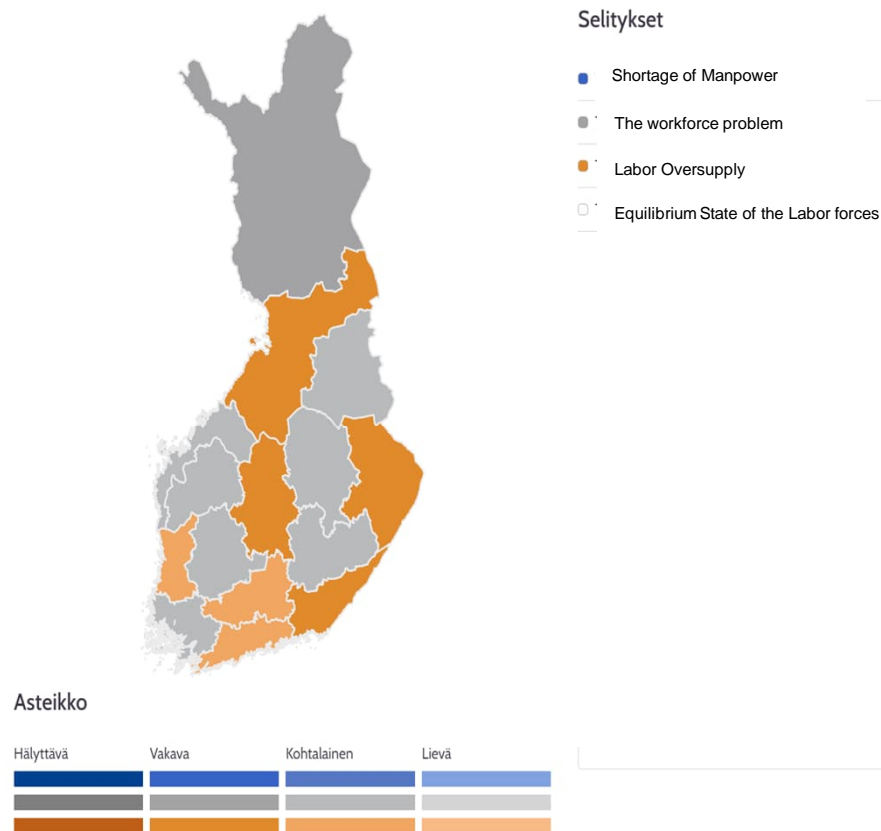 Selitykset
Shortage of Manpower
The workforce problem
Labor Oversupply
Equilibrium State of the Labor forces
Asteikko
Hälyttävä Vakava Kohtalainen Lievä